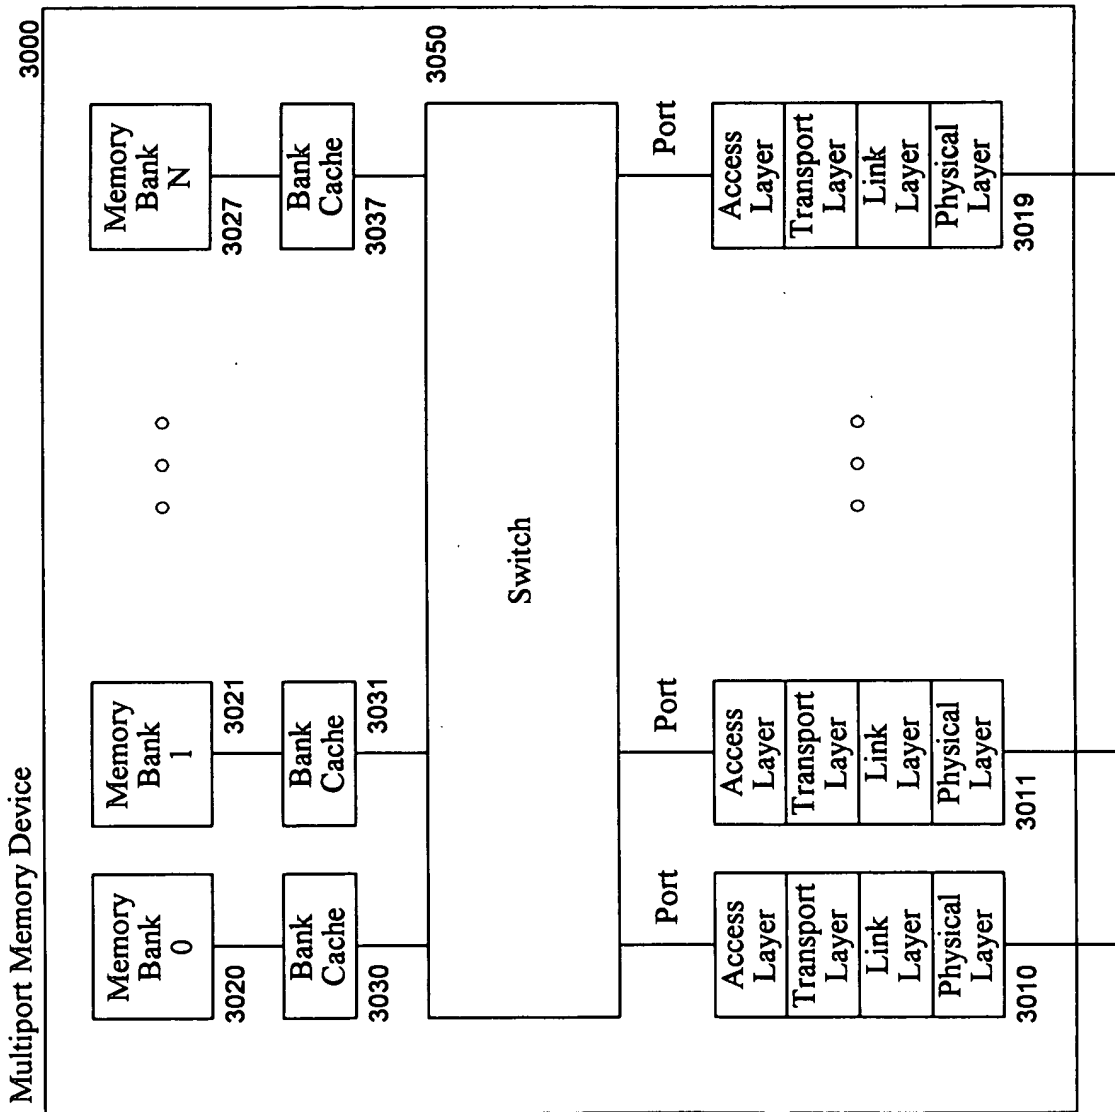 Multiport Memory Device
3000
Memory
Bank
0
3020
Memory
Bank
1
3021
Memory
Bank
N
3027
Bank
Cache
3030
Bank
Cache
3031
Bank
Cache
3037
3050
Switch
Port
Port
Port
Access
Layer
Transport
Layer
Link
Layer
Physical
Layer
3010
Access
Layer
Transport
Layer
Link
Layer
Physical
Layer
3011
Access
Layer
Transport
Layer
Link
Layer
Physical
Layer
3019